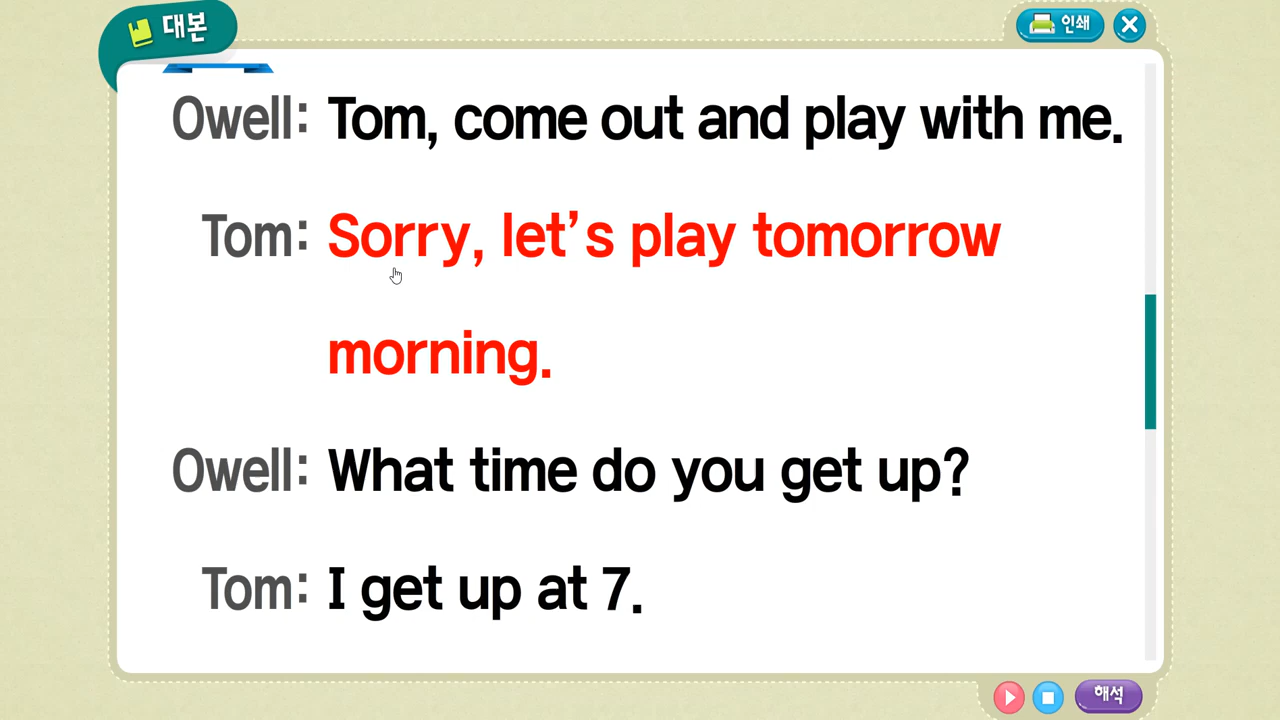 대본
인쇄
Owell: Tom, come out and play with me.
Tom: Sorry, let’s play tomorrow
morning.
Owell: What time do you get up?
Tom: I get up at 7.
해석